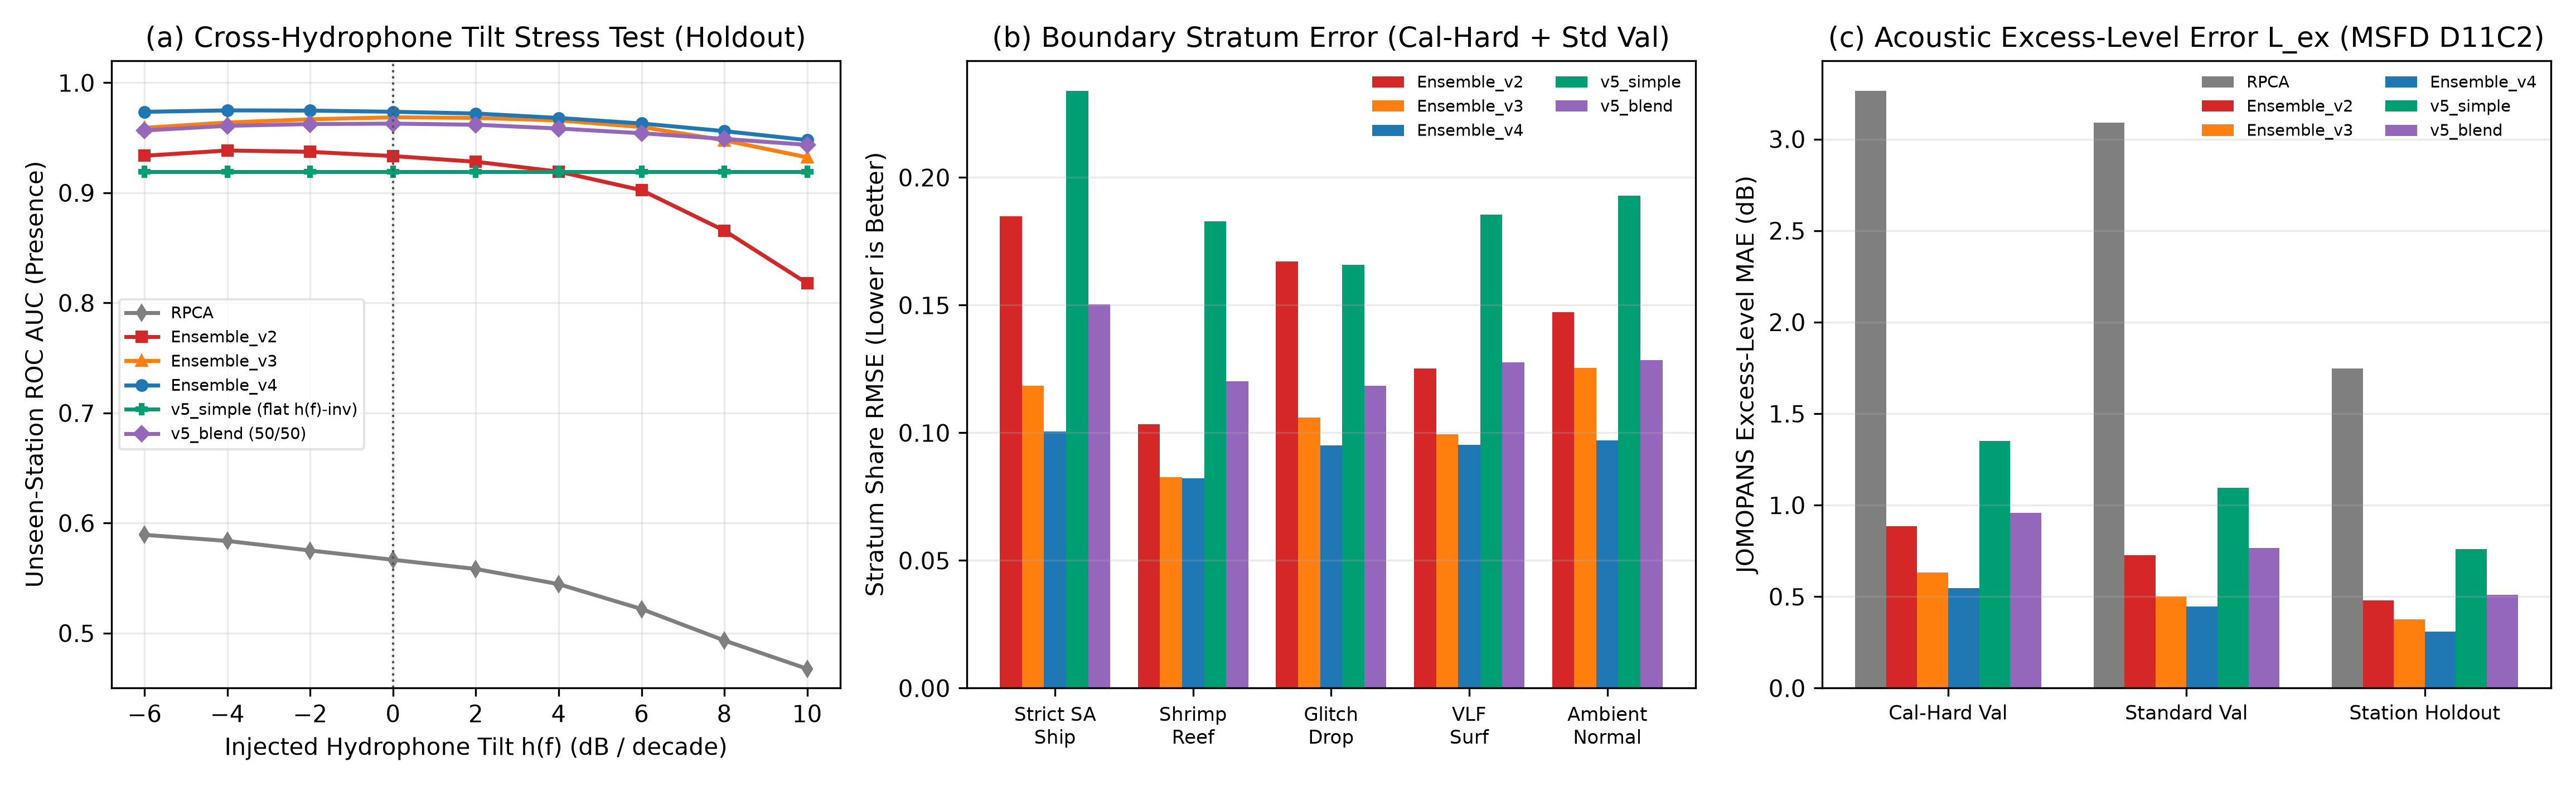 (a) Cross-Hydrophone Tilt Stress Test (Holdout)
Unseen-Station ROC AUC (Presence)
1.0
0.9
0.8
0.7
0.6
0.5
RPCA
Ensemble_v2
Ensemble_v3
Ensemble_v4
v5_simple (flat h(f)-inv)
v5_blend (50/50)
−6 −4 −2 0 2 4 6 8 10
Injected Hydrophone Tilt h(f) (dB / decade)
(b) Boundary Stratum Error (Cal-Hard + Std Val)
Stratum Share RMSE (Lower is Better)
0.20
0.15
0.10
0.05
0.00
Ensemble_v2
Ensemble_v3
Ensemble_v4
v5_simple
v5_blend
Strict SA
Ship
Shrimp
Reef
Glitch
Drop
VLF
Surf
Ambient
Normal
(c) Acoustic Excess-Level Error L_ex (MSFD D11C2)
JOMOPANS Excess-Level MAE (dB)
3.0
2.5
2.0
1.5
1.0
0.5
0.0
RPCA
Ensemble_v2
Ensemble_v3
Ensemble_v4
v5_simple
v5_blend
Cal-Hard Val
Standard Val
Station Holdout